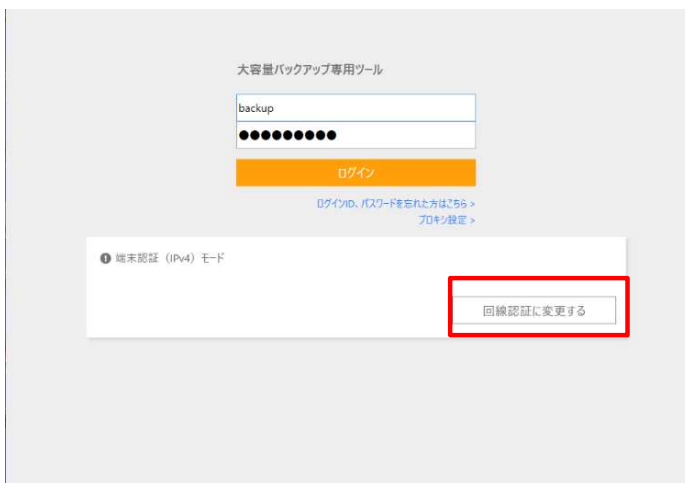 大容量バックアップ専用ツール
backup
●●●●●●●●●
ログイン
ログインID、パスワードを忘れた方はこちら >
プロキシ設定 >
端末認証（IPv4）モード
回線認証に変更する